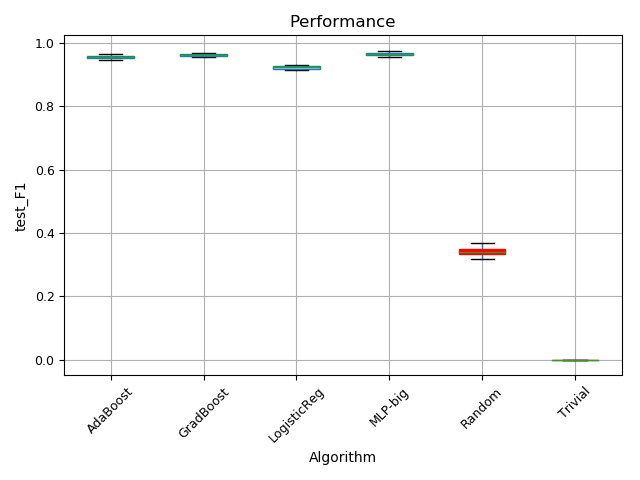 Performance
test_F1
1.0
0.8
0.6
0.4
0.2
0.0
AdaBoost
GradBoost
LogisticReg
MLP-big
Random
Trivial
Algorithm